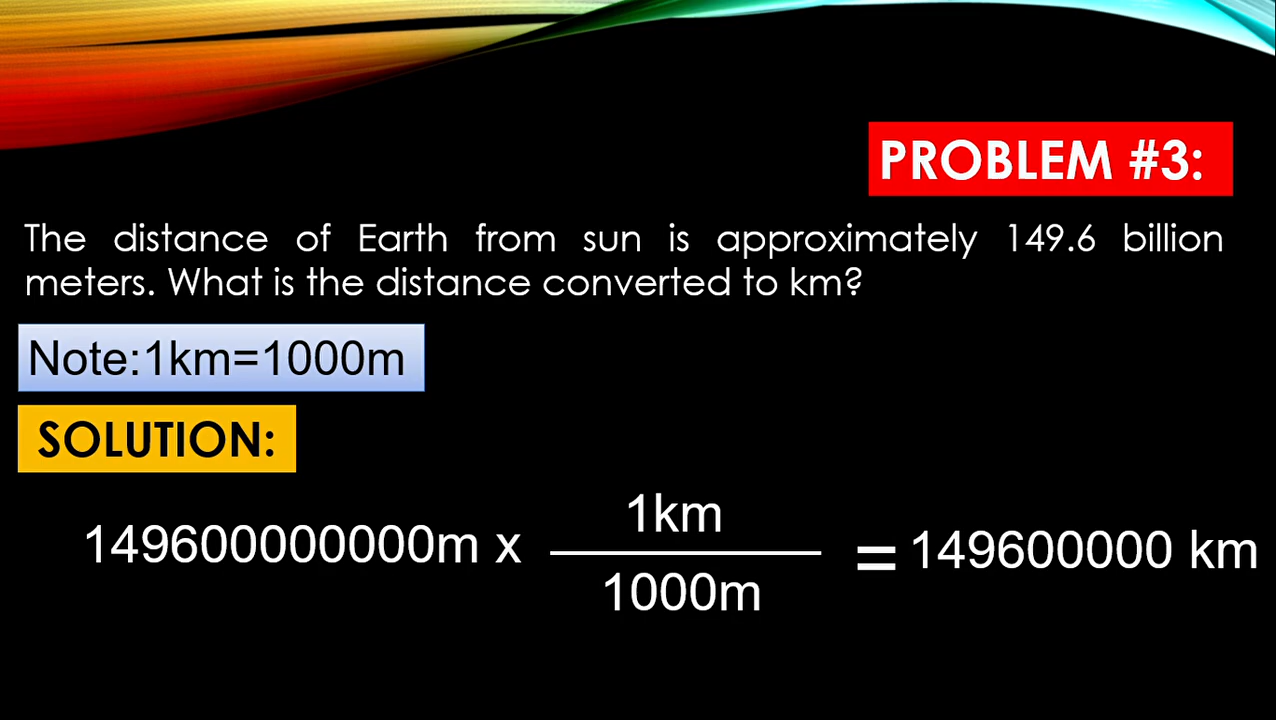 PROBLEM #3:
The distance of Earth from sun is approximately 149.6 billion
meters. What is the distance converted to km?
Note:1km=1000m
SOLUTION:
1km
149600000000m x = 149600000 km
1000m